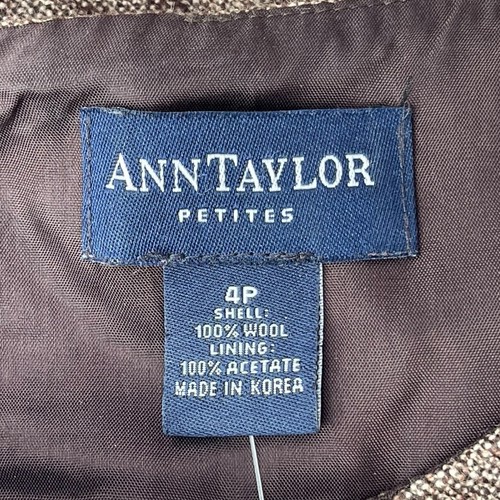 ANNTAYLOR
PETITES
4P
SHELL:
100% WOOL
LINING:
100% ACETATE
MADE IN KOREA